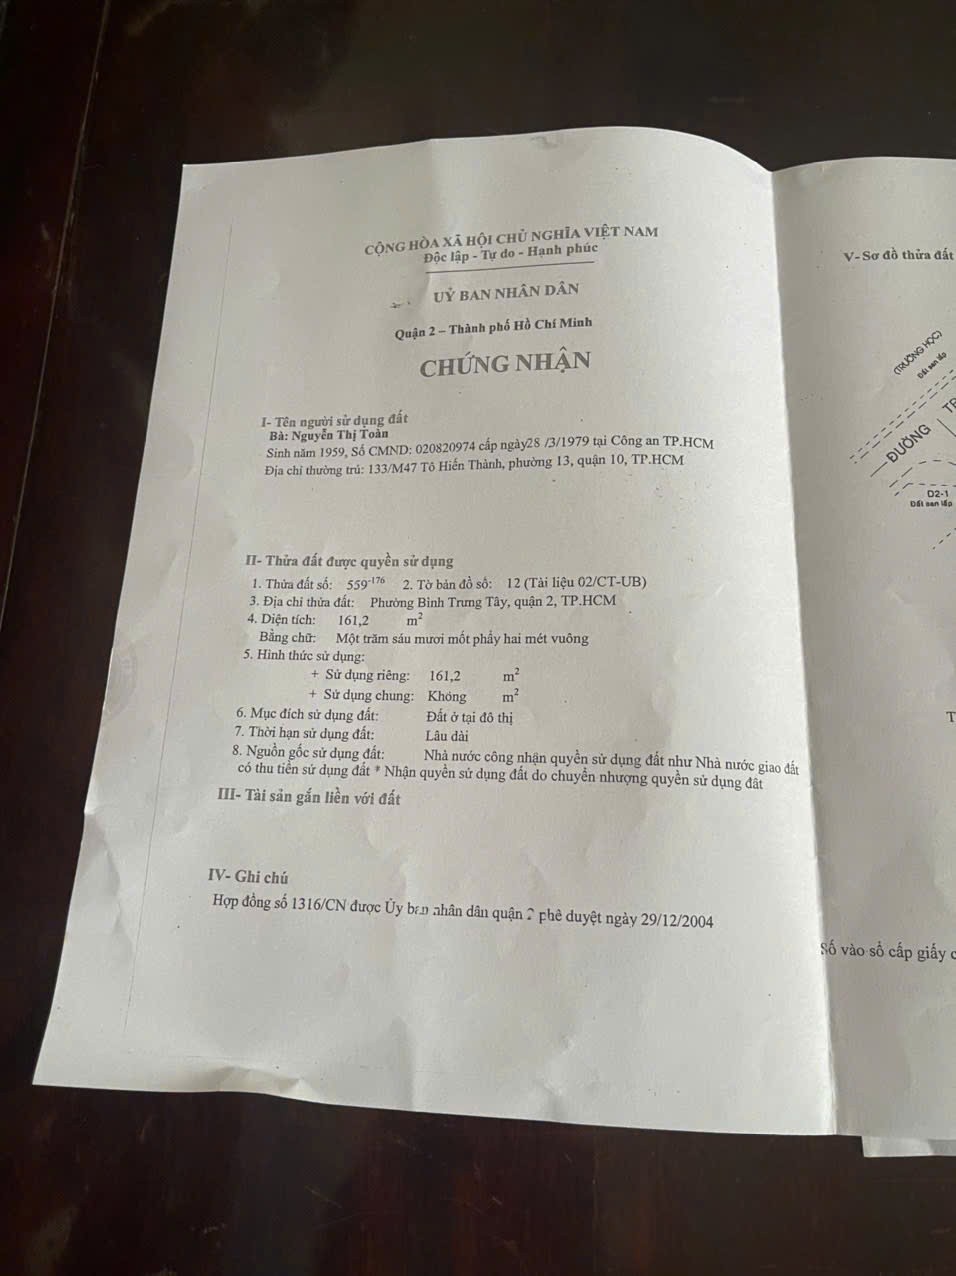 CỘNG HÒA XÃ HỘI CHỦ NGHĨA VIỆT NAM
Độc lập - Tự do - Hạnh phúc
UỶ BAN NHÂN DÂN
Quận 2 – Thành phố Hồ Chí Minh
CHỨNG NHẬN
I- Tên người sử dụng đất
Bà: Nguyễn Thị Toàn
Sinh năm 1959, Số CMND: 020820974 cấp ngày28 /3/1979 tại Công an TP.HCM
Địa chỉ thường trú: 133/M47 Tô Hiến Thành, phường 13, quận 10, TP.HCM
II- Thửa đất được quyền sử dụng
1. Thửa đất số: 559-176 2. Tờ bản đồ số: 12 (Tài liệu 02/CT-UB)
3. Địa chỉ thửa đất: Phường Bình Trưng Tây, quận 2, TP.HCM
4. Diện tích: 161,2 m²
Bằng chữ: Một trăm sáu mươi mốt phẩy hai mét vuông
5. Hình thức sử dụng:
+ Sử dụng riêng: 161,2 m²
+ Sử dụng chung: Không m²
6. Mục đích sử dụng đất: Đất ở tại đô thị
7. Thời hạn sử dụng đất: Lâu dài
8. Nguồn gốc sử dụng đất: Nhà nước công nhận quyền sử dụng đất như Nhà nước giao đất
có thu tiền sử dụng đất * Nhận quyền sử dụng đất do chuyển nhượng quyền sử dụng đât
III- Tài sản gắn liền với đất
IV- Ghi chú
Hợp đồng số 1316/CN được Ủy ban nhân dân quận 2 phê duyệt ngày 29/12/2004
V- Sơ đồ thửa đất
(TRƯỜNG HỌC)
Đất san lấp
ĐƯỜNG
D2-1
Đất san lấp
T
Số vào sổ cấp giấy c